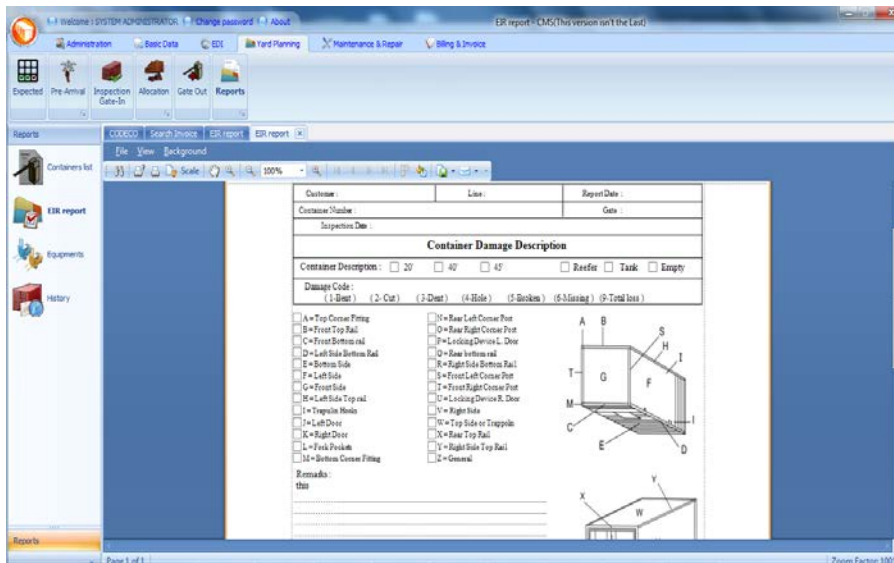 Welcome : SYSTEM ADMINISTRATOR Change password About
EIR report - CMS(This version isn't the Last)
Administration Basic Data EDI Yard Planning Maintenance & Repair Billing & Invoice
Expected Pre-Arrival Inspection Gate-In Allocation Gate Out Reports
Reports
CODECO Search Invoice EIR report EIR report
File View Background
Scale 100%
Containers list
EIR report
Equipments
History
Reports
Customer : Line : Report Date :
Container Number : Gate :
Inspection Date :
Container Damage Description
Container Description : 20' 40' 45' Reefer Tank Empty
Damage Code :
(1-Bent) (2- Cut) (3-Dent) (4-Hole) (5-Broken) (6-Missing) (9-Total loss)
A = Top Corner Fitting
B = Front Top Rail
C = Front Bottom rail
D = Left Side Bottom Rail
E = Bottom Side
F = Left Side
G = Front Side
H = Left Side Top rail
I = Trapulin Hooks
J = Left Door
K = Right Door
L = Fork Pockets
M = Bottom Corner Fitting
N = Rear Left Corner Post
O = Rear Right Corner Post
P = Locking Device L. Door
Q = Rear bottom rail
R = Right Side Bottom Rail
S = Front Left Corner Post
T = Front Right Corner Post
U = Locking Device R. Door
V = Right Side
W = Top Side or Trappolin
X = Rear Top Rail
Y = Right Side Top Rail
Z = General
A B
S
H
I
T G F
M
I
C
E D
Remarks :
this
Y
X
W
Page 1 of 1
Zoom Factor: 100%